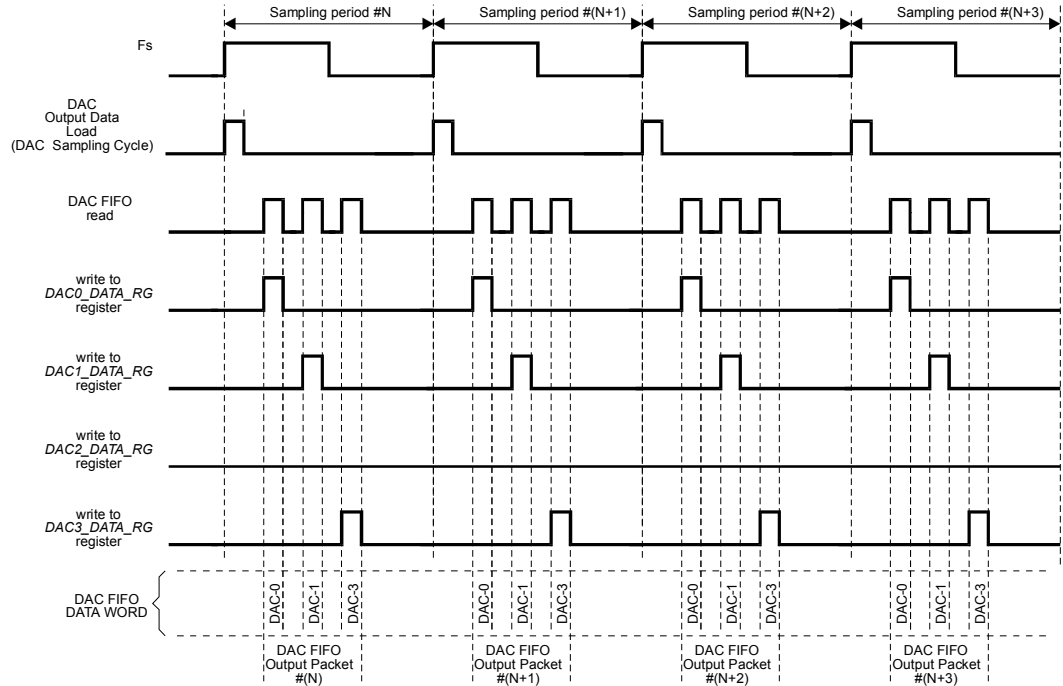 Sampling period #N
Sampling period #(N+1)
Sampling period #(N+2)
Sampling period #(N+3)
Fs
DAC
Output Data
Load
(DAC Sampling Cycle)
DAC FIFO
read
write to
DAC0_DATA_RG
register
write to
DAC1_DATA_RG
register
write to
DAC2_DATA_RG
register
write to
DAC3_DATA_RG
register
DAC FIFO
DATA WORD
DAC-0
DAC-1
DAC-3
DAC-0
DAC-1
DAC-3
DAC-0
DAC-1
DAC-3
DAC-0
DAC-1
DAC-3
DAC FIFO
Output Packet
#(N)
DAC FIFO
Output Packet
#(N+1)
DAC FIFO
Output Packet
#(N+2)
DAC FIFO
Output Packet
#(N+3)